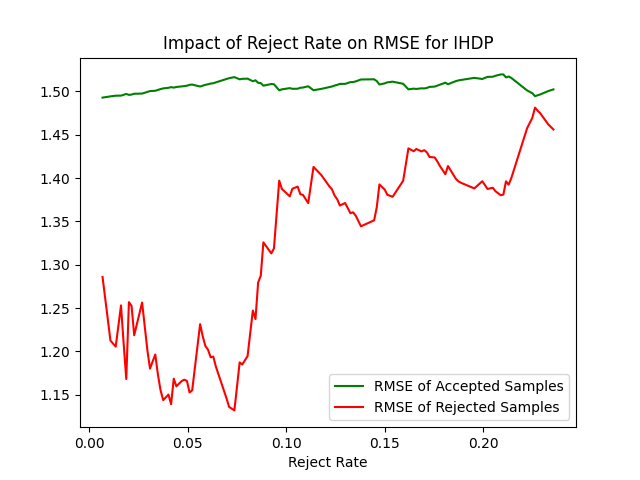 Impact of Reject Rate on RMSE for IHDP
1.50
1.45
1.40
1.35
1.30
1.25
1.20
1.15
RMSE of Accepted Samples
RMSE of Rejected Samples
0.00 0.05 0.10 0.15 0.20
Reject Rate